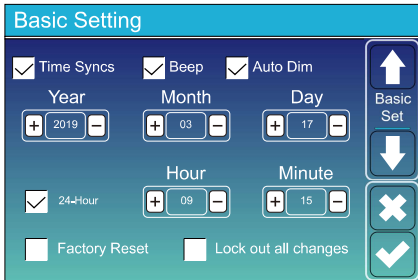 Basic Setting
Time Syncs Beep Auto Dim
Year Month Day
+ 2019 − + 03 − + 17 −
Basic
Set
Hour Minute
24-Hour + 09 − + 15 −
Factory Reset Lock out all changes